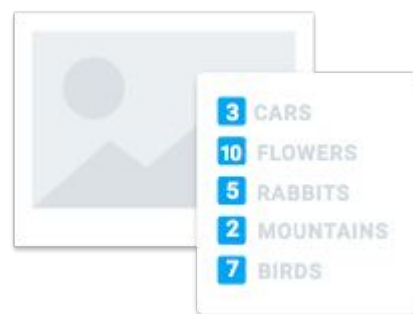 3 CARS
10 FLOWERS
5 RABBITS
2 MOUNTAINS
7 BIRDS